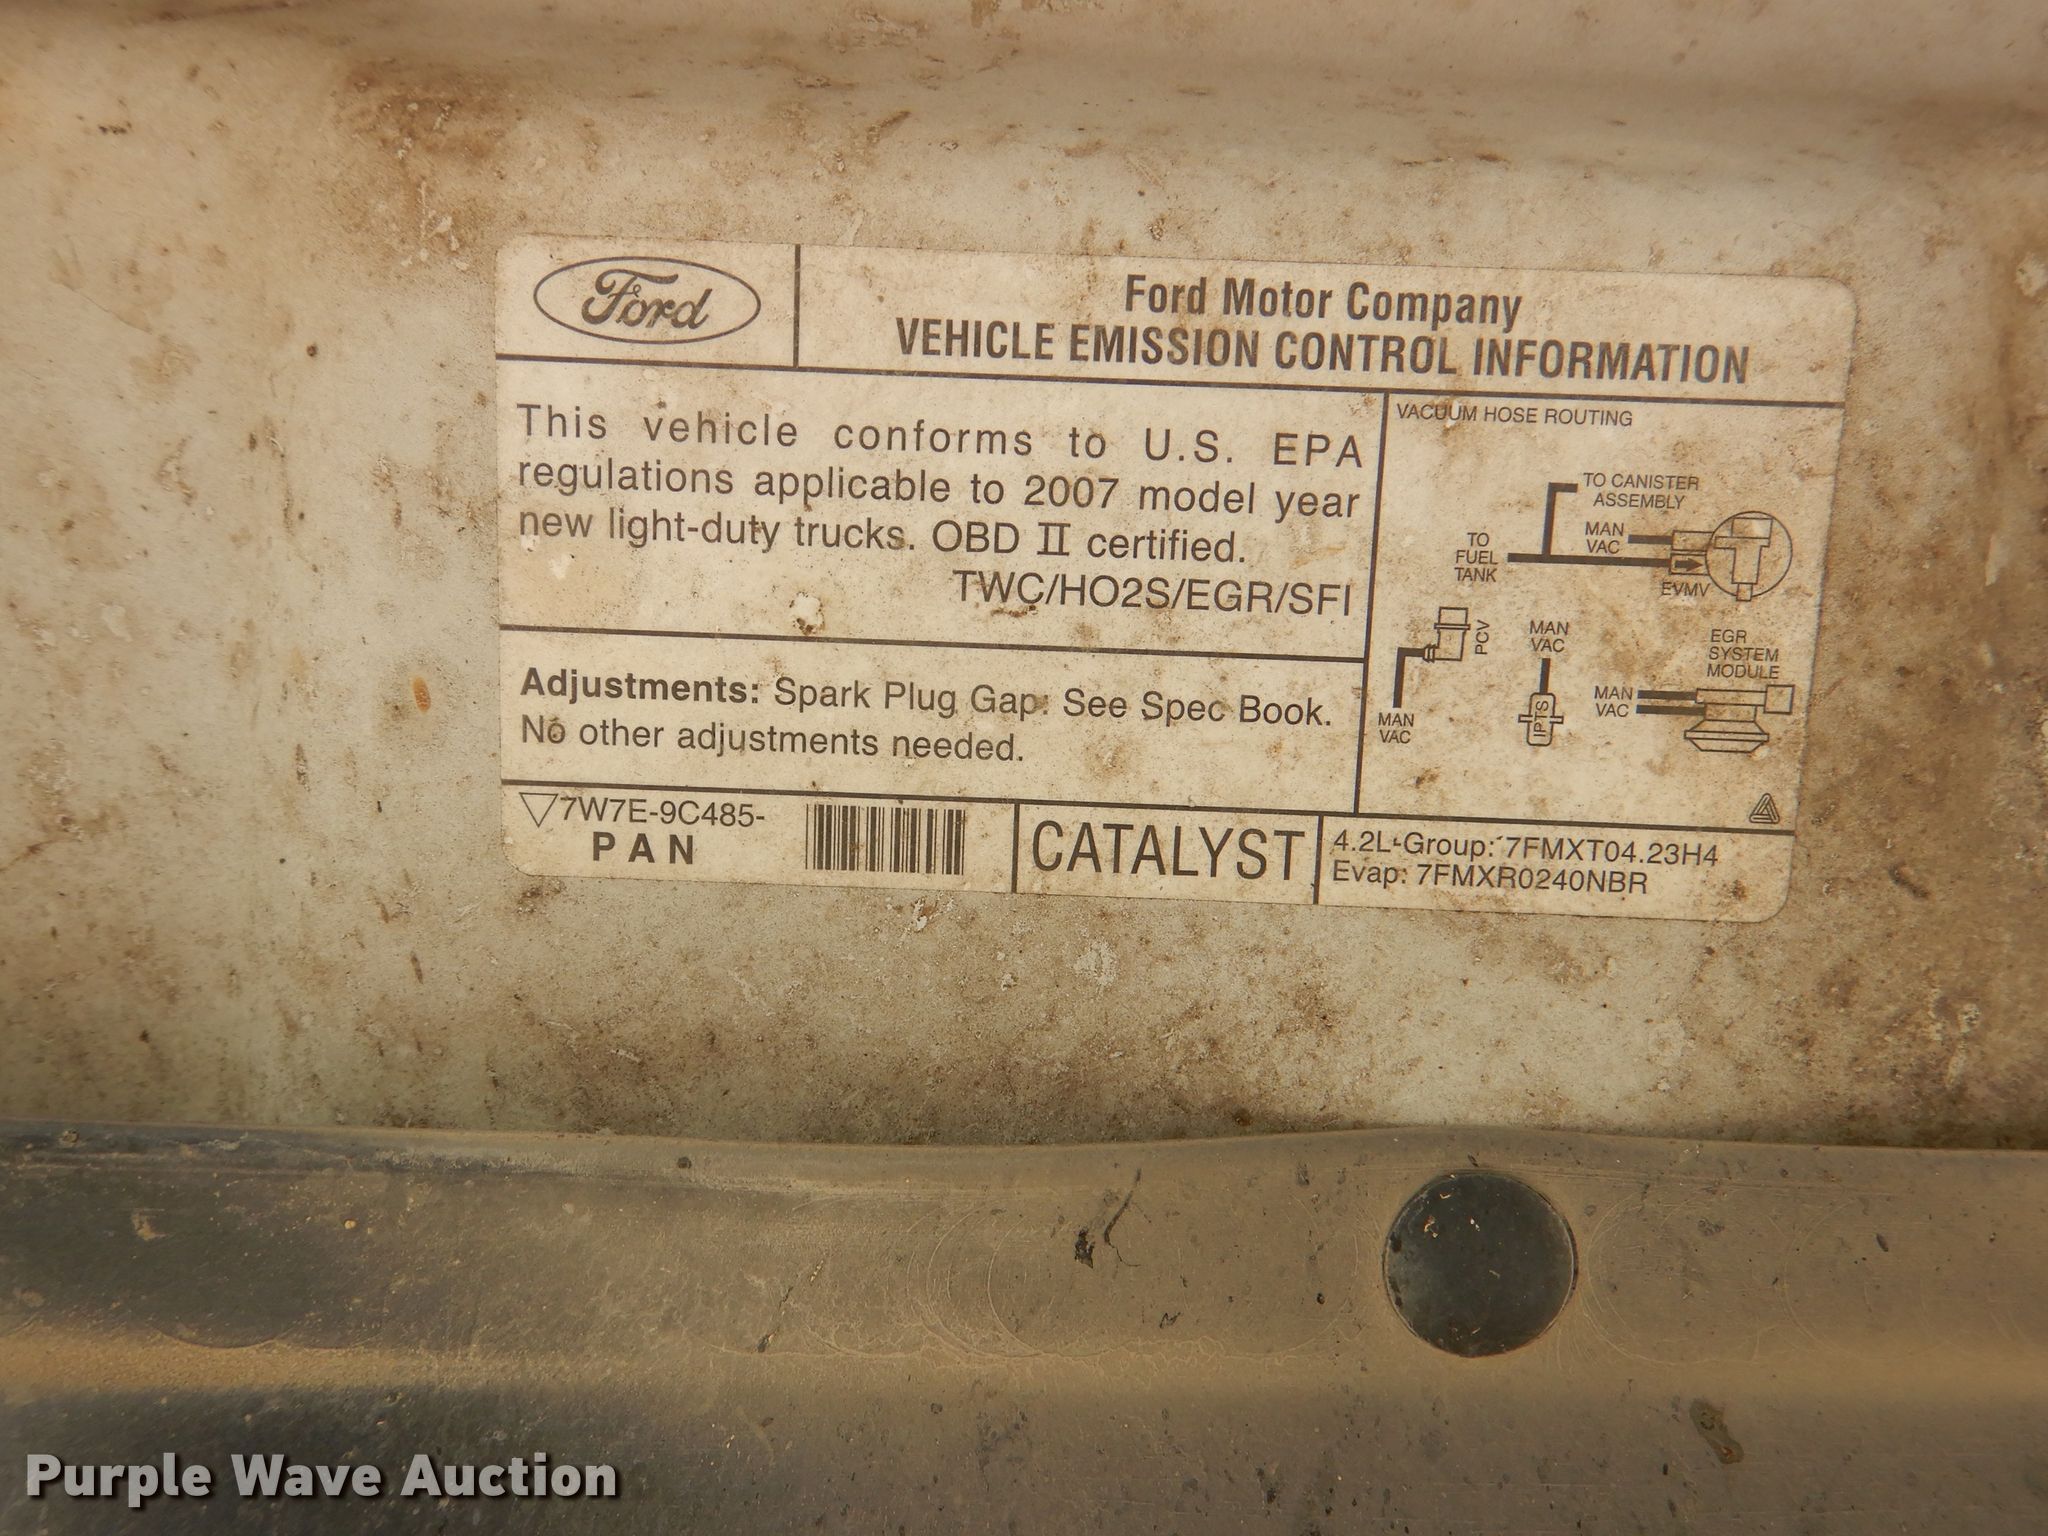 Ford
Ford Motor Company
VEHICLE EMISSION CONTROL INFORMATION
This vehicle conforms to U.S. EPA
regulations applicable to 2007 model year
new light-duty trucks. OBD II certified.
TWC/HO2S/EGR/SFI
Adjustments: Spark Plug Gap: See Spec Book.
No other adjustments needed.
VACUUM HOSE ROUTING
TO CANISTER
ASSEMBLY
MAN
VAC
TO
FUEL
TANK
EVMV
PCV
MAN
VAC
MAN
VAC
IPTS
EGR
SYSTEM
MODULE
MAN
VAC
7W7E-9C485-
PAN
CATALYST
4.2L-Group: 7FMXT04.23H4
Evap: 7FMXR0240NBR
Purple Wave Auction